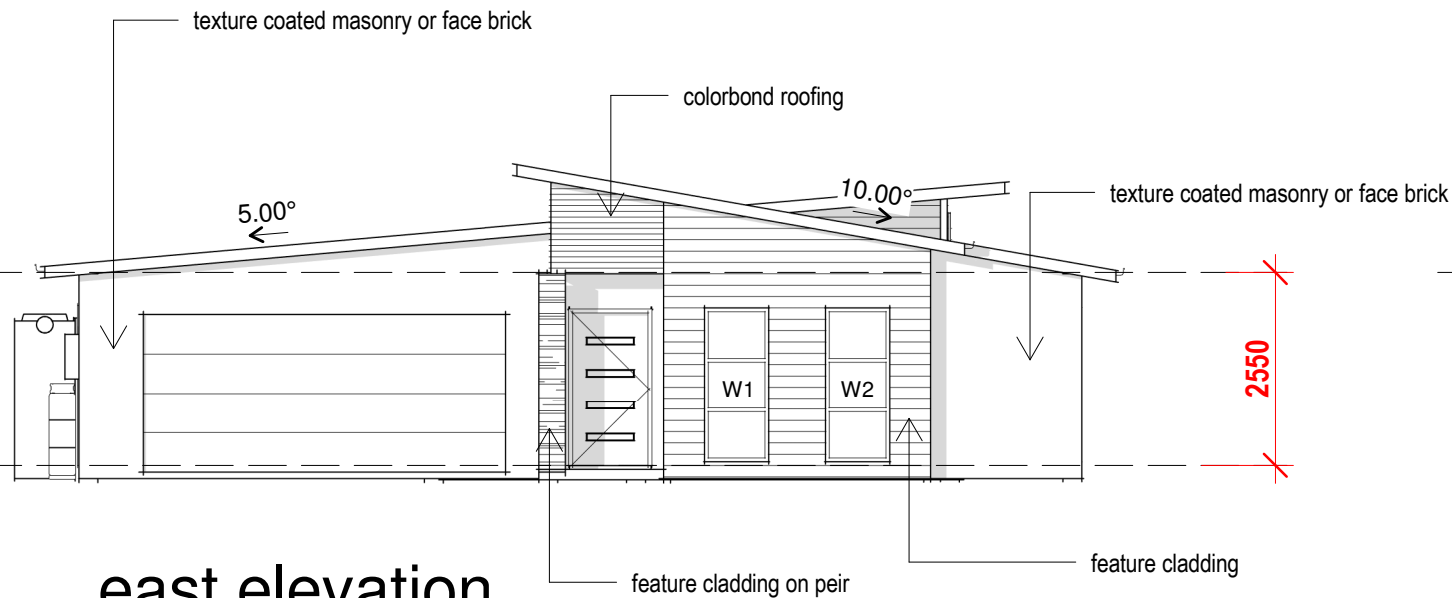 texture coated masonry or face brick
colorbond roofing
texture coated masonry or face brick
5.00°
10.00°
2550
W1
W2
feature cladding
feature cladding on peir
east elevation